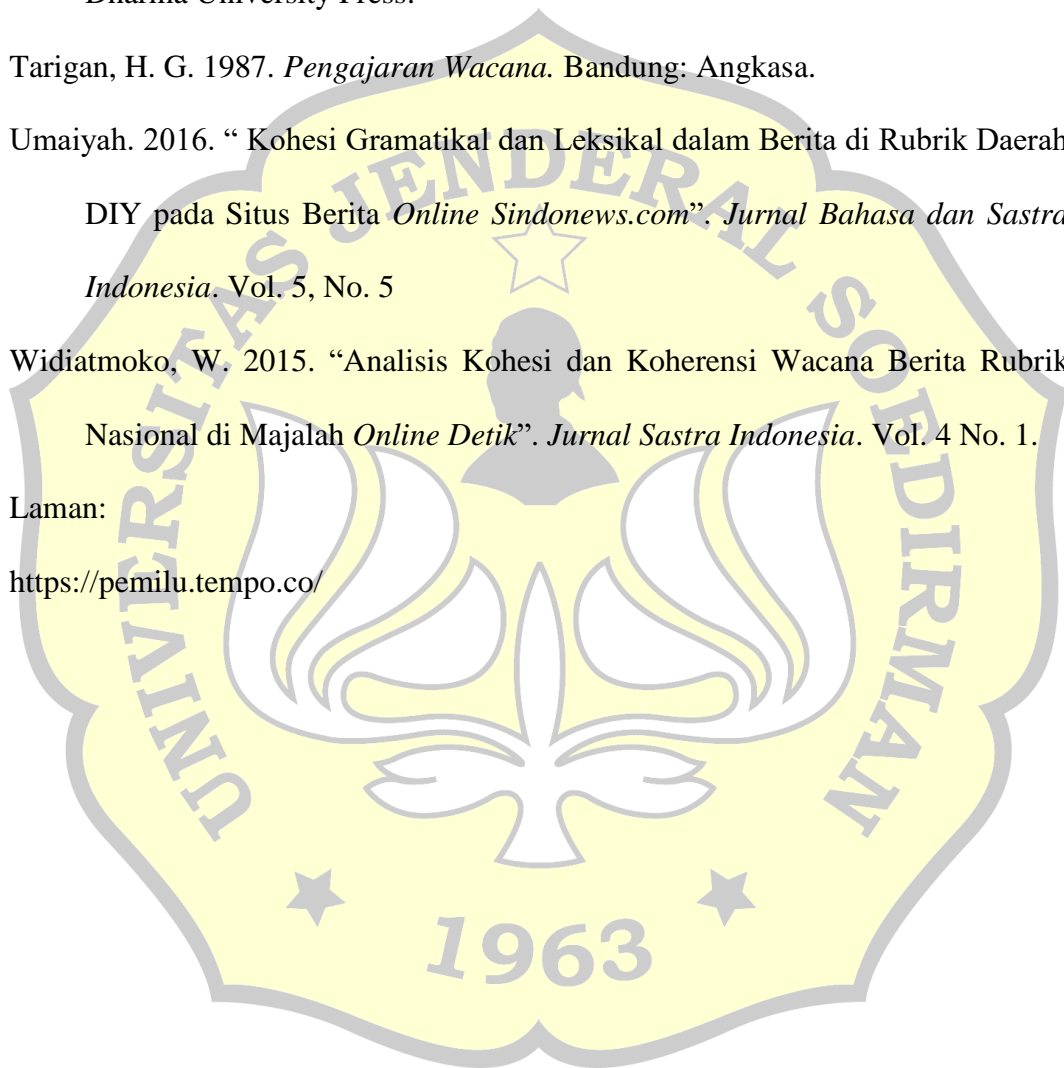 Dharma University Press.
Tarigan, H. G. 1987. Pengajaran Wacana. Bandung: Angkasa.
Umaiyah. 2016. “ Kohesi Gramatikal dan Leksikal dalam Berita di Rubrik Daerah
DIY pada Situs Berita Online Sindonews.com”. Jurnal Bahasa dan Sastra
Indonesia. Vol. 5, No. 5
Widiatmoko, W. 2015. “Analisis Kohesi dan Koherensi Wacana Berita Rubrik
Nasional di Majalah Online Detik”. Jurnal Sastra Indonesia. Vol. 4 No. 1.
Laman:
https://pemilu.tempo.co/
UNIVERSITAS JENDERAL SOEDIRMAN
1963